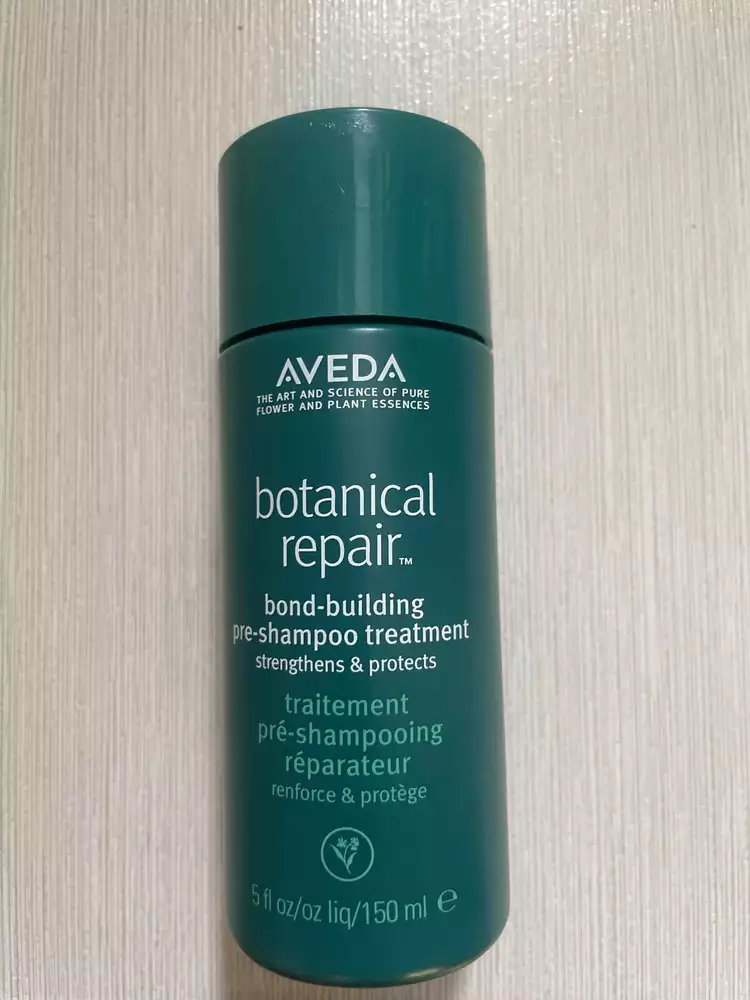 AVEDA
THE ART AND SCIENCE OF PURE
FLOWER AND PLANT ESSENCES
botanical
repair™
bond-building
pre-shampoo treatment
strengthens & protects
traitement
pré-shampooing
réparateur
renforce & protège
5 fl oz/oz liq/150 ml ℮